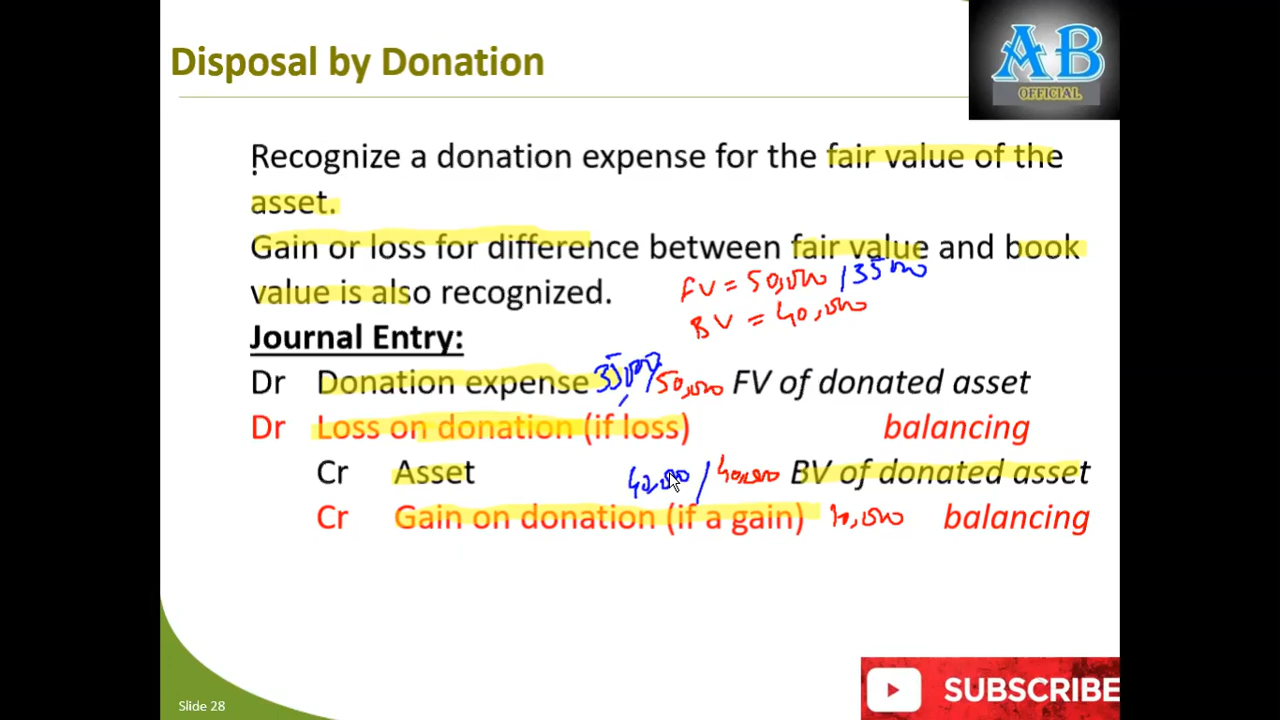 Disposal by Donation
AB
OFFICIAL
Recognize a donation expense for the fair value of the
asset.
Gain or loss for difference between fair value and book
value is also recognized.
FV = 50,000 / 35000
BV = 40,000
Journal Entry:
Dr Donation expense 35,000/50,000 FV of donated asset
Dr Loss on donation (if loss) balancing
Cr Asset 40,000 / 40,000 BV of donated asset
Cr Gain on donation (if a gain) 10,000 balancing
Slide 28
SUBSCRIBE